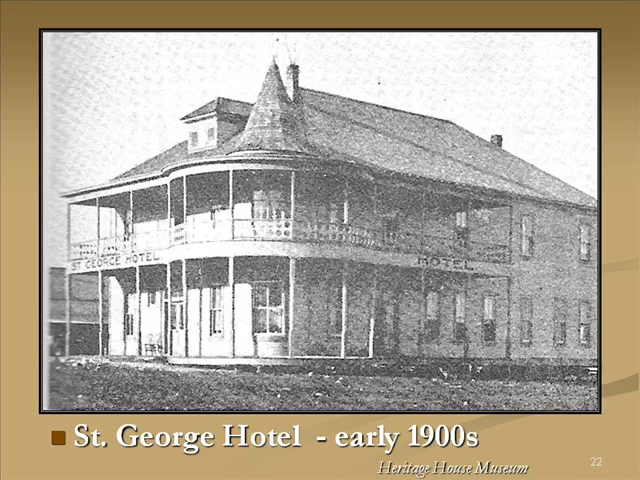 ST. GEORGE HOTEL
HOTEL
St. George Hotel - early 1900s
Heritage House Museum
22